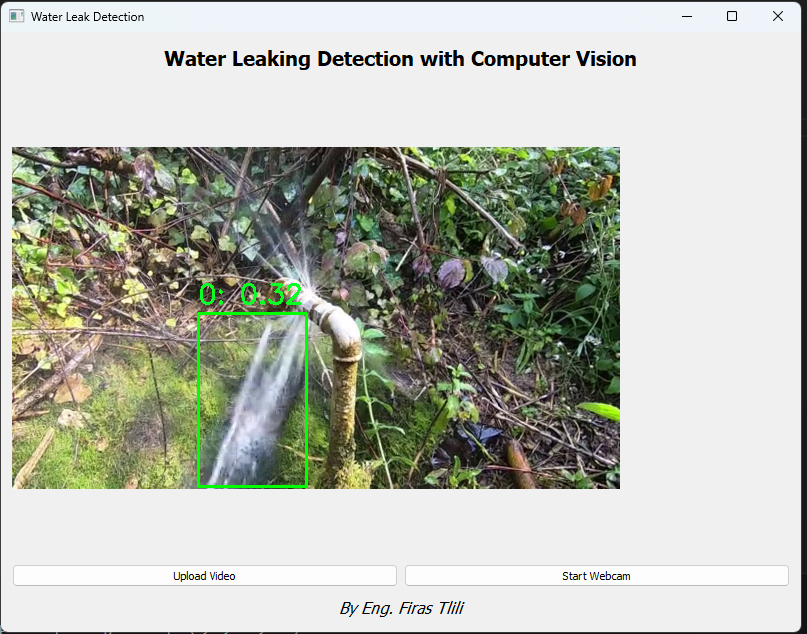 Water Leak Detection
Water Leaking Detection with Computer Vision
0: 0.32
Upload Video
Start Webcam
By Eng. Firas Tlili